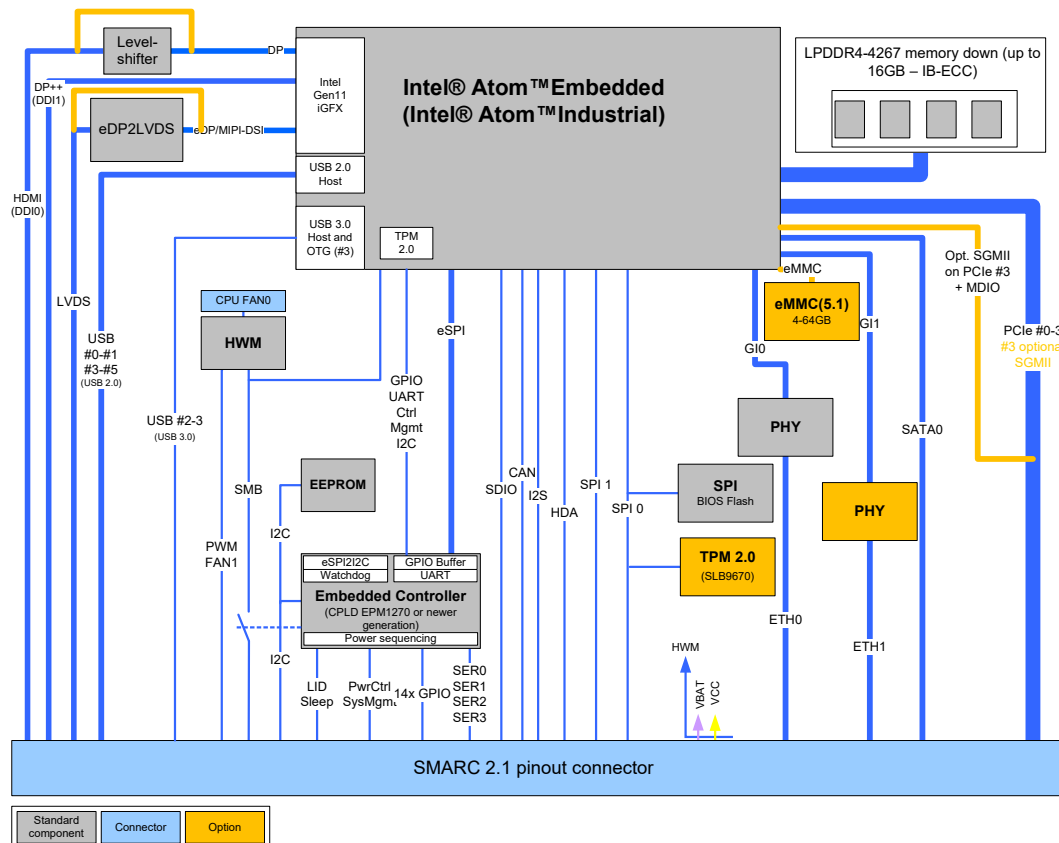 Level-
shifter
DP
DP++
(DDI1)
eDP2LVDS
eDP/MIPI-DSI
HDMI
(DDI0)
Intel
Gen11
iGFX
Intel® Atom™Embedded
(Intel® Atom™Industrial)
USB 2.0
Host
USB 3.0
Host and
OTG (#3)
TPM
2.0
LPDDR4-4267 memory down (up to
16GB – IB-ECC)
Opt. SGMII
on PCIe #3
+ MDIO
eMMC
eMMC(5.1)
4-64GB
LVDS
CPU FAN0
HWM
eSPI
GI0
GI1
PCIe #0-3
#3 optiona
SGMII
USB
#0-#1
#3-#5
(USB 2.0)
USB #2-3
(USB 3.0)
GPIO
UART
Ctrl
Mgmt
I2C
PHY
SATA0
SMB
EEPROM
SDIO
CAN
I2S
HDA
SPI 1
SPI 0
SPI
BIOS Flash
PHY
I2C
PWM
FAN1
TPM 2.0
(SLB9670)
eSPI2I2C
Watchdog
GPIO Buffer
UART
Embedded Controller
(CPLD EPM1270 or newer
generation)
Power sequencing
ETH0
ETH1
I2C
LID
Sleep
PwrCtrl
SysMgmt
14x GPIO
SER0
SER1
SER2
SER3
HWM
VBAT
VCC
SMARC 2.1 pinout connector
Standard
component
Connector
Option